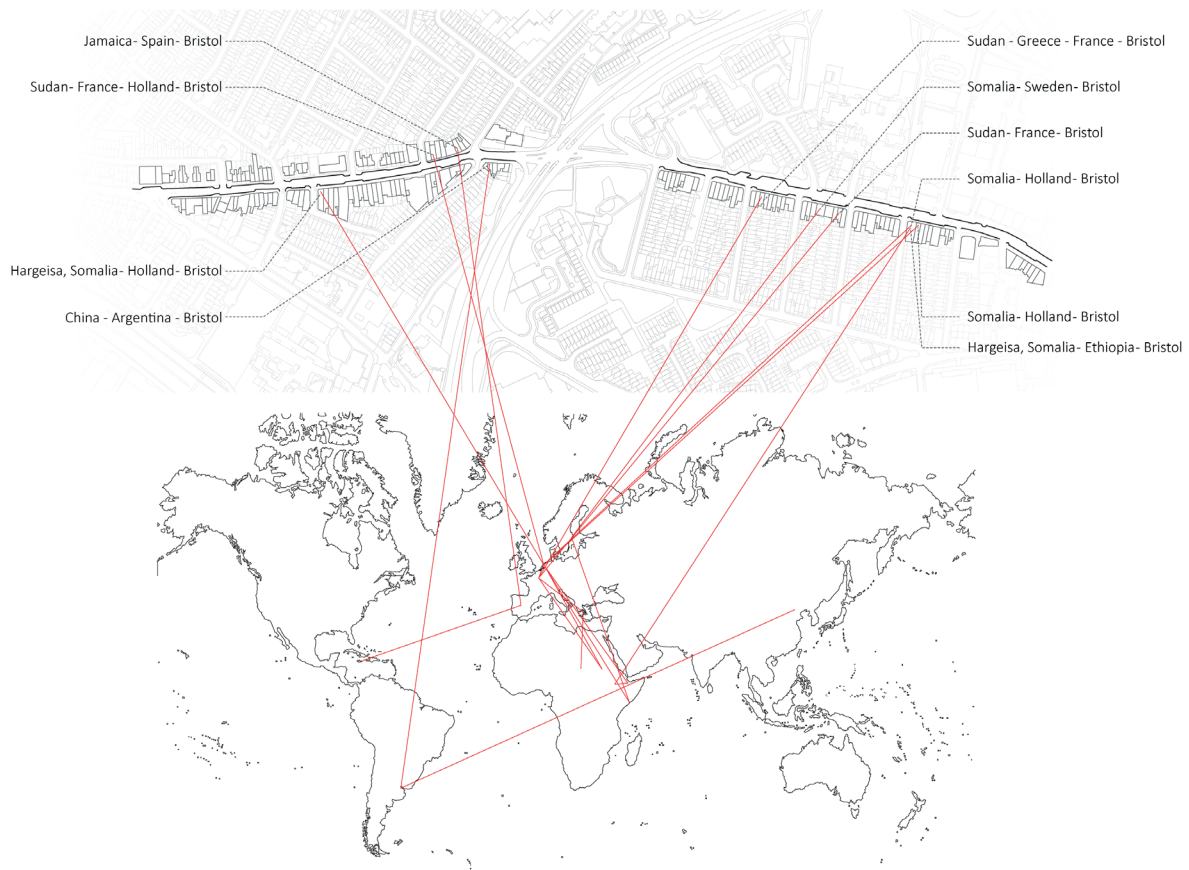 Jamaica- Spain- Bristol
Sudan- France- Holland- Bristol
Hargeisa, Somalia- Holland- Bristol
China - Argentina - Bristol
Sudan - Greece - France - Bristol
Somalia- Sweden- Bristol
Sudan- France- Bristol
Somalia- Holland- Bristol
Somalia- Holland- Bristol
Hargeisa, Somalia- Ethiopia- Bristol